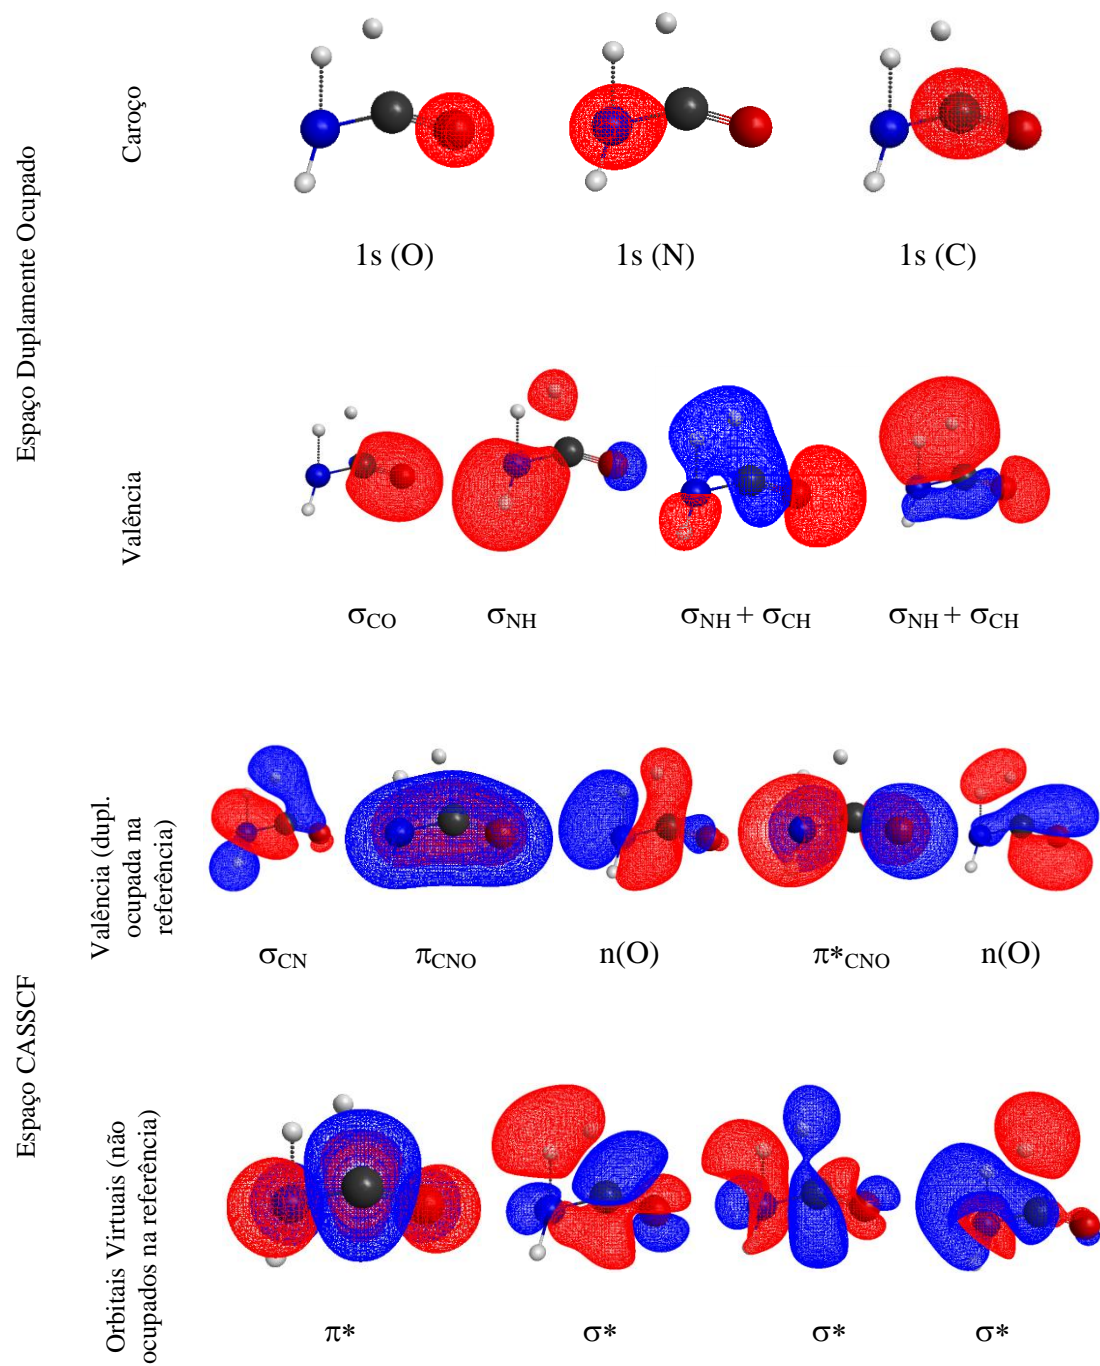 Espaço Duplamente Ocupado
Caroço
1s (O)
1s (N)
1s (C)
Valência
σCO
σNH
σNH + σCH
σNH + σCH
Espaço CASSCF
Valência (dupl.
ocupada na
referência)
σCN
πCNO
n(O)
π*CNO
n(O)
Orbitais Virtuais (não
ocupados na referência)
π*
σ*
σ*
σ*